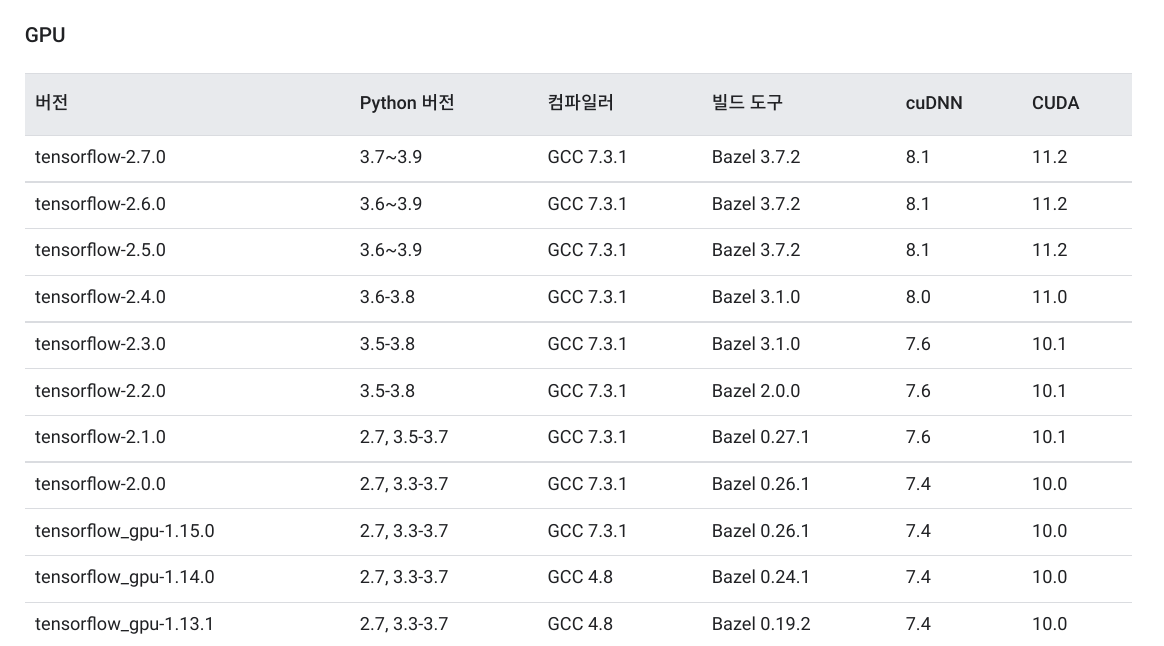 GPU
버전 Python 버전 컴파일러 빌드 도구 cuDNN CUDA
tensorflow-2.7.0 3.7~3.9 GCC 7.3.1 Bazel 3.7.2 8.1 11.2
tensorflow-2.6.0 3.6~3.9 GCC 7.3.1 Bazel 3.7.2 8.1 11.2
tensorflow-2.5.0 3.6~3.9 GCC 7.3.1 Bazel 3.7.2 8.1 11.2
tensorflow-2.4.0 3.6-3.8 GCC 7.3.1 Bazel 3.1.0 8.0 11.0
tensorflow-2.3.0 3.5-3.8 GCC 7.3.1 Bazel 3.1.0 7.6 10.1
tensorflow-2.2.0 3.5-3.8 GCC 7.3.1 Bazel 2.0.0 7.6 10.1
tensorflow-2.1.0 2.7, 3.5-3.7 GCC 7.3.1 Bazel 0.27.1 7.6 10.1
tensorflow-2.0.0 2.7, 3.3-3.7 GCC 7.3.1 Bazel 0.26.1 7.4 10.0
tensorflow_gpu-1.15.0 2.7, 3.3-3.7 GCC 7.3.1 Bazel 0.26.1 7.4 10.0
tensorflow_gpu-1.14.0 2.7, 3.3-3.7 GCC 4.8 Bazel 0.24.1 7.4 10.0
tensorflow_gpu-1.13.1 2.7, 3.3-3.7 GCC 4.8 Bazel 0.19.2 7.4 10.0